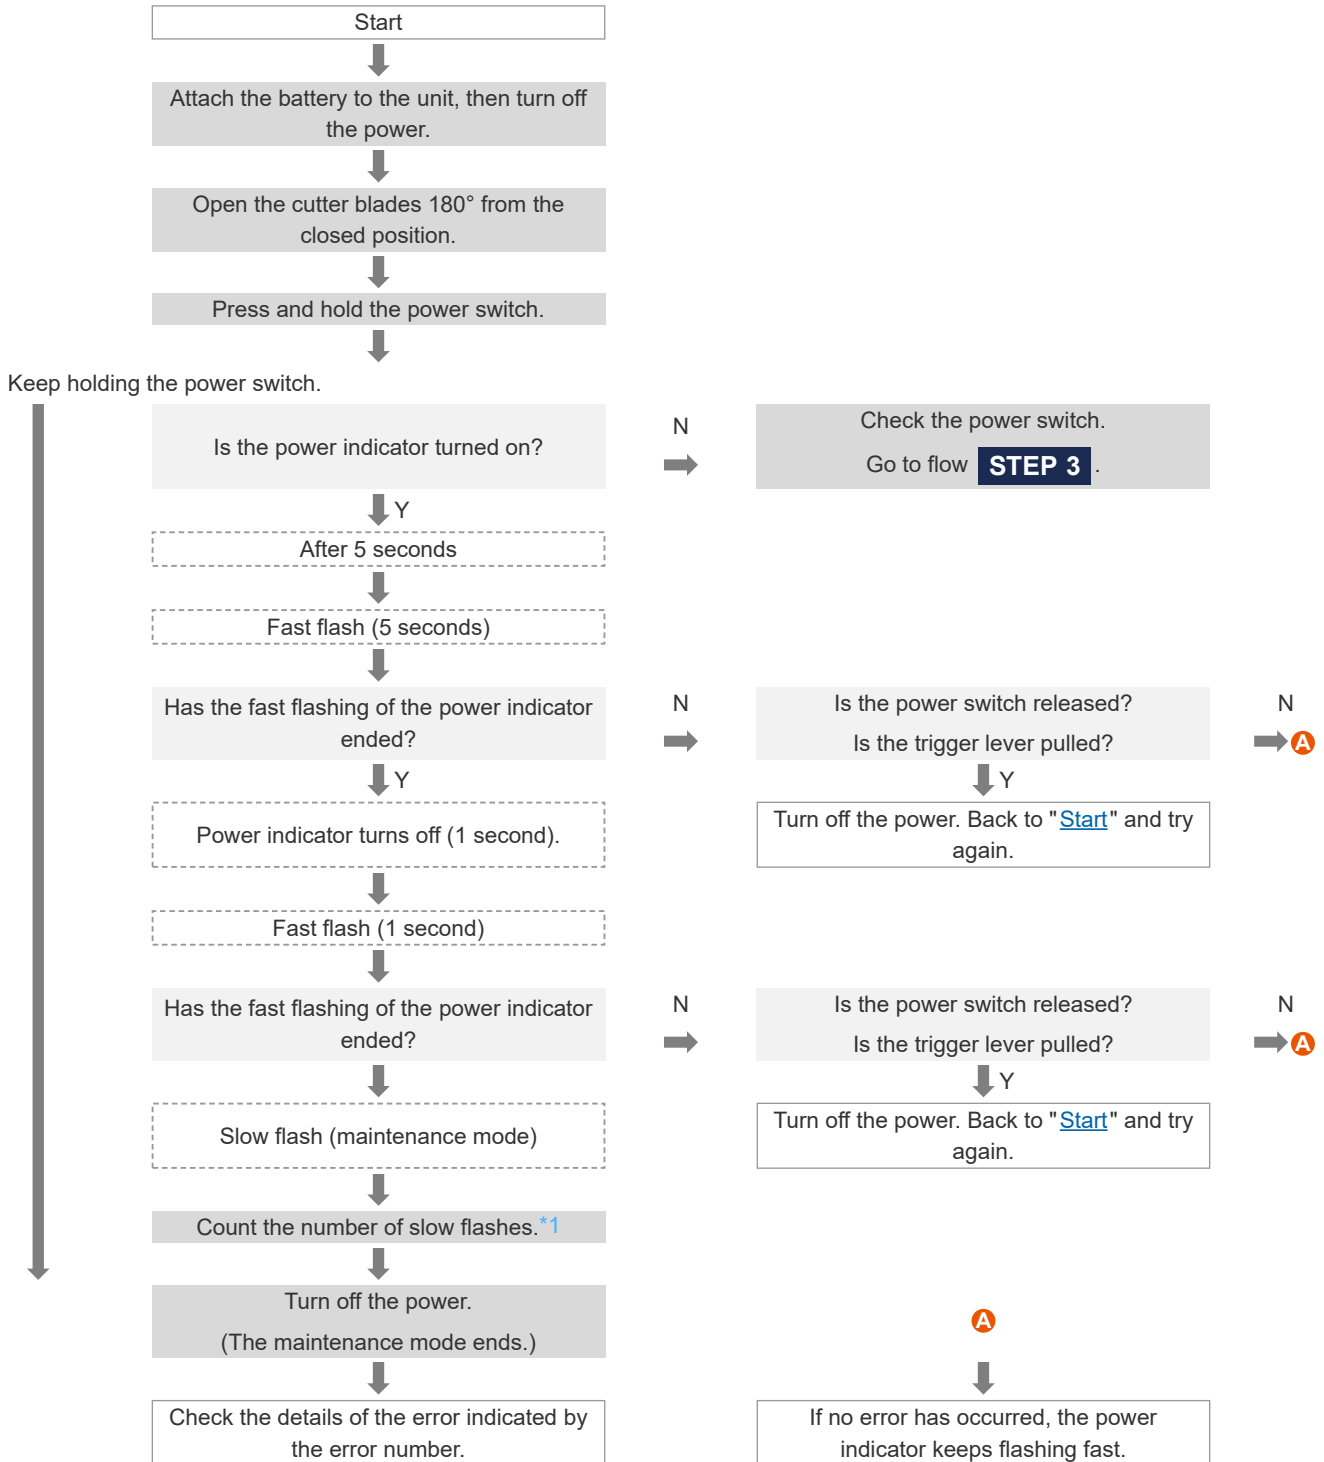 Start
Attach the battery to the unit, then turn off
the power.
Open the cutter blades 180° from the
closed position.
Press and hold the power switch.
Keep holding the power switch.
Is the power indicator turned on?
N
Check the power switch.
Go to flow STEP 3 .
Y
After 5 seconds
Fast flash (5 seconds)
Has the fast flashing of the power indicator
ended?
N
Is the power switch released?
Is the trigger lever pulled?
N
A
Y
Y
Power indicator turns off (1 second).
Turn off the power. Back to "Start" and try
again.
Fast flash (1 second)
Has the fast flashing of the power indicator
ended?
N
Is the power switch released?
Is the trigger lever pulled?
N
A
Y
Slow flash (maintenance mode)
Turn off the power. Back to "Start" and try
again.
Count the number of slow flashes.*1
Turn off the power.
(The maintenance mode ends.)
A
Check the details of the error indicated by
the error number.
If no error has occurred, the power
indicator keeps flashing fast.